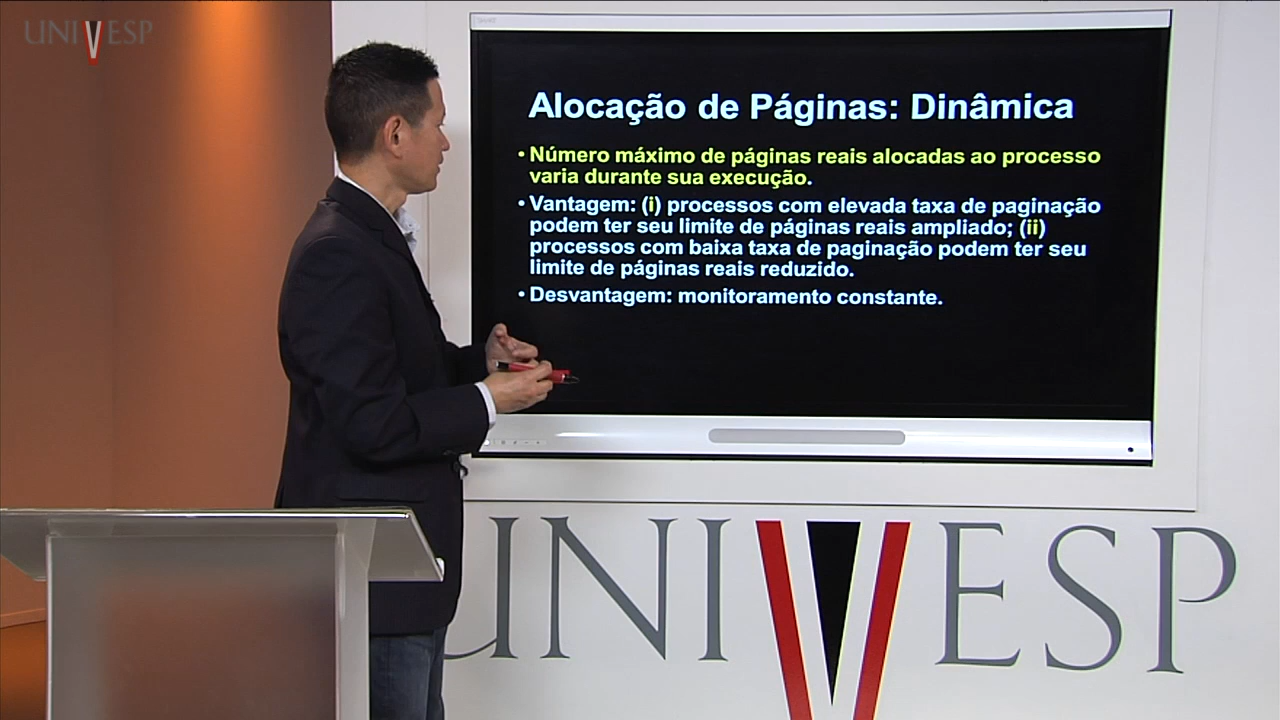 UNIVESP
Alocação de Páginas: Dinâmica
• Número máximo de páginas reais alocadas ao processo
varia durante sua execução.
• Vantagem: (i) processos com elevada taxa de paginação
podem ter seu limite de páginas reais ampliado; (ii)
processos com baixa taxa de paginação podem ter seu
limite de páginas reais reduzido.
• Desvantagem: monitoramento constante.
UNIVESP